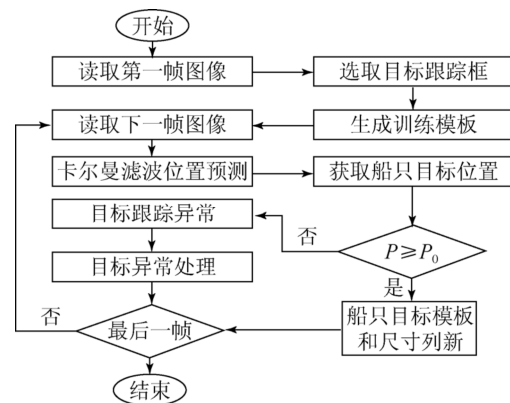 开始
读取第一帧图像
选取目标跟踪框
读取下一帧图像
生成训练模板
卡尔曼滤波位置预测
获取船只目标位置
目标跟踪异常
否
P≥P₀
目标异常处理
是
否
最后一帧
船只目标模板
和尺寸列新
结束